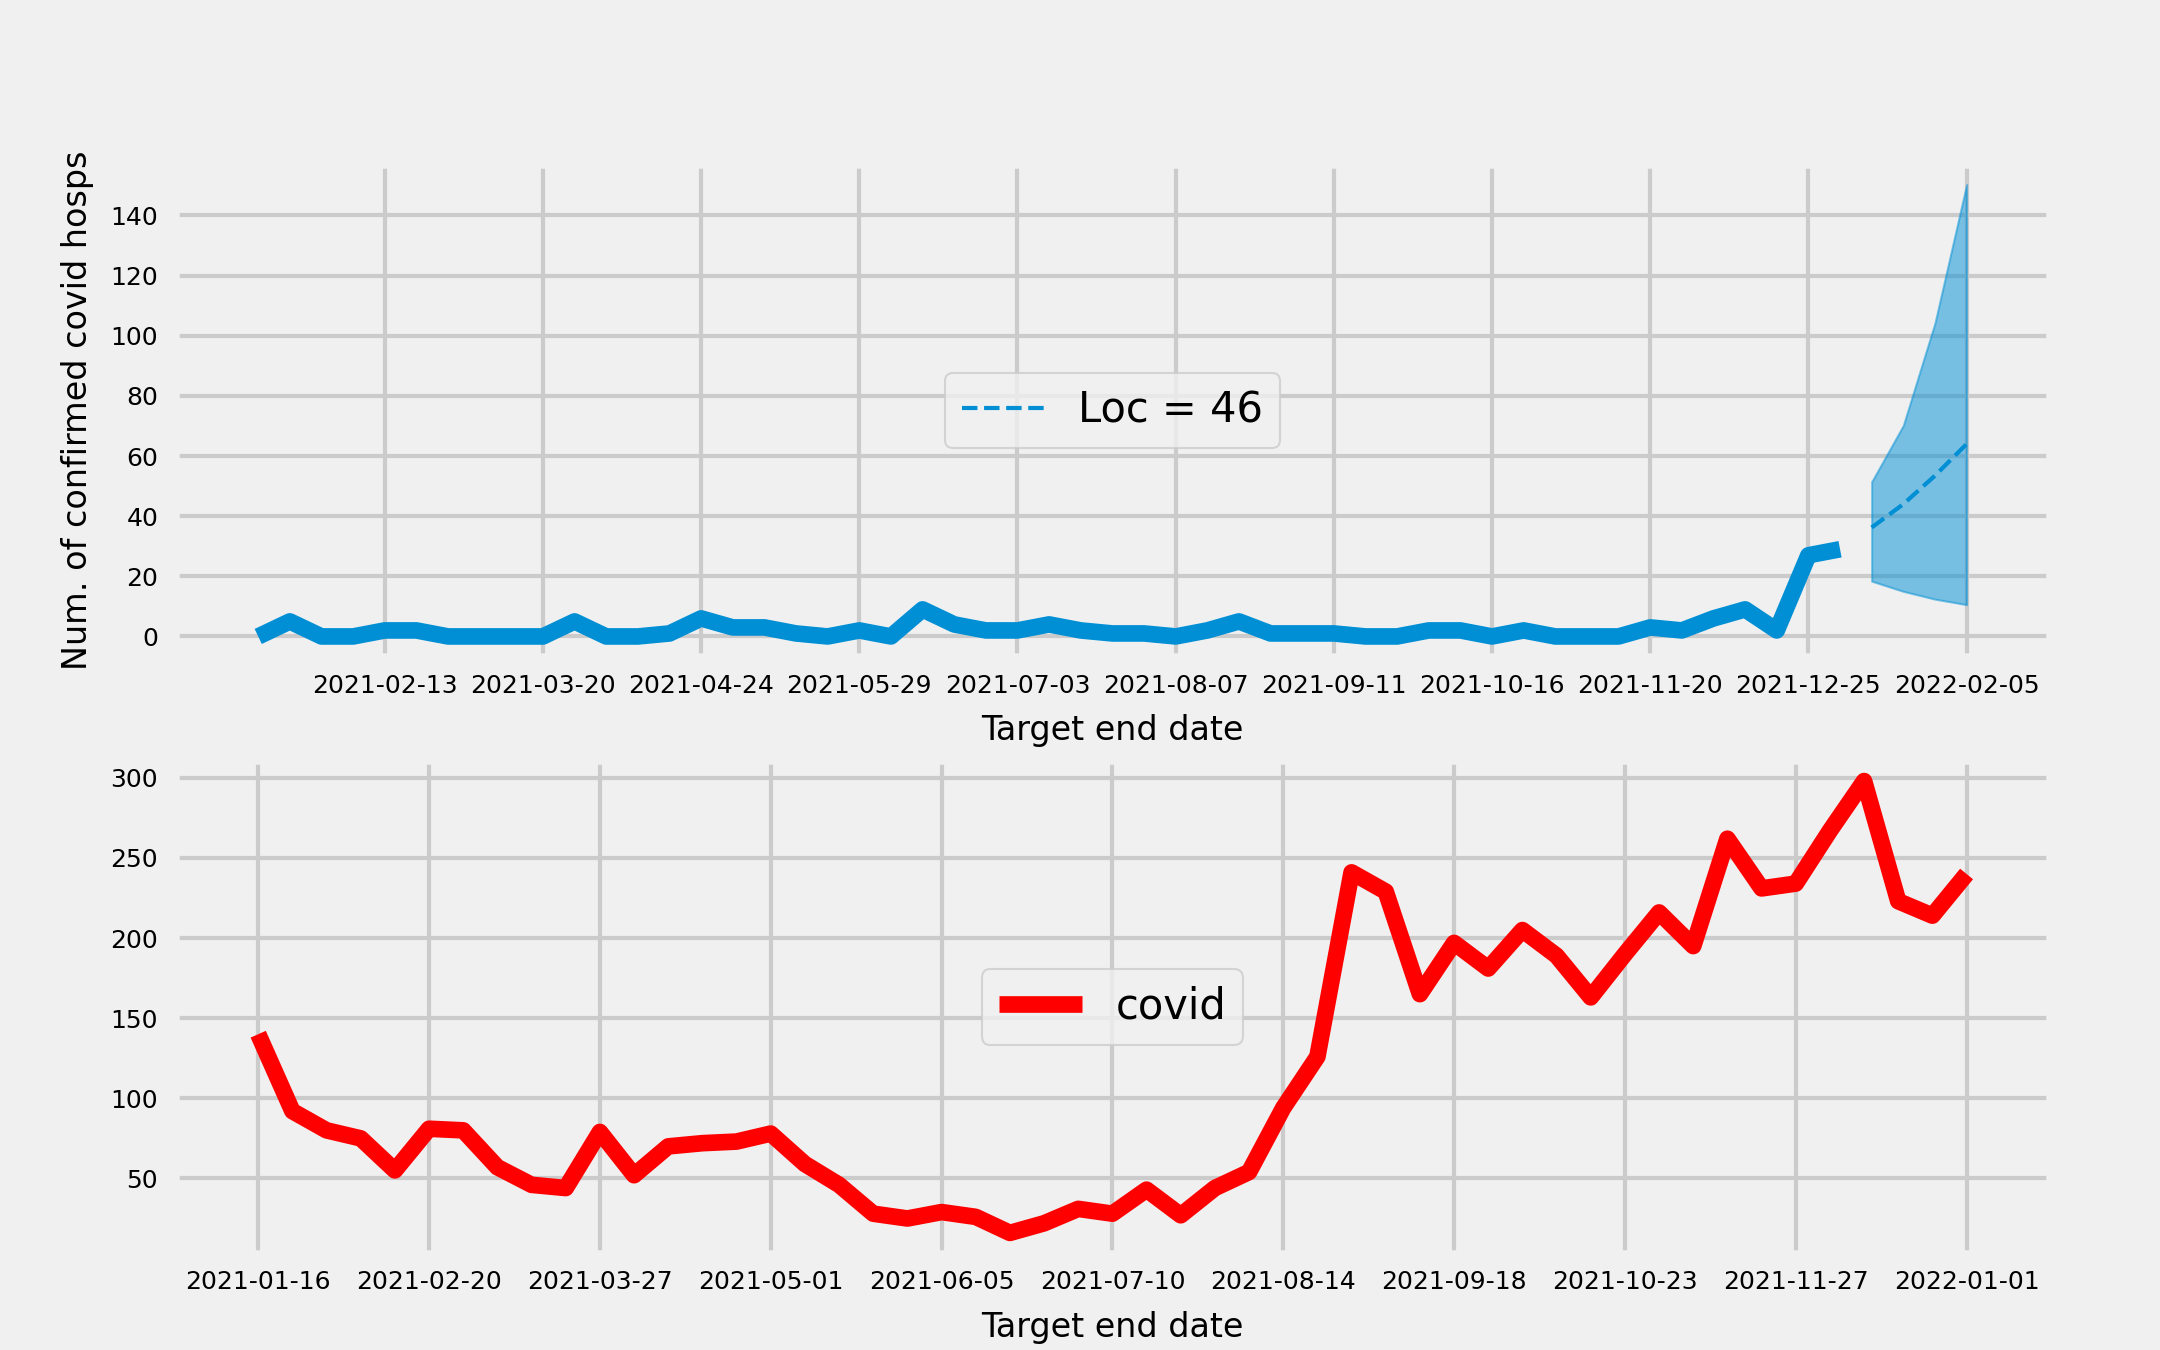 Num. of confirmed covid hosps
140
120
100
80
60
40
20
0
Loc = 46
2021-02-13 2021-03-20 2021-04-24 2021-05-29 2021-07-03 2021-08-07 2021-09-11 2021-10-16 2021-11-20 2021-12-25 2022-02-05
Target end date
300
250
200
150
100
50
covid
2021-01-16 2021-02-20 2021-03-27 2021-05-01 2021-06-05 2021-07-10 2021-08-14 2021-09-18 2021-10-23 2021-11-27 2022-01-01
Target end date